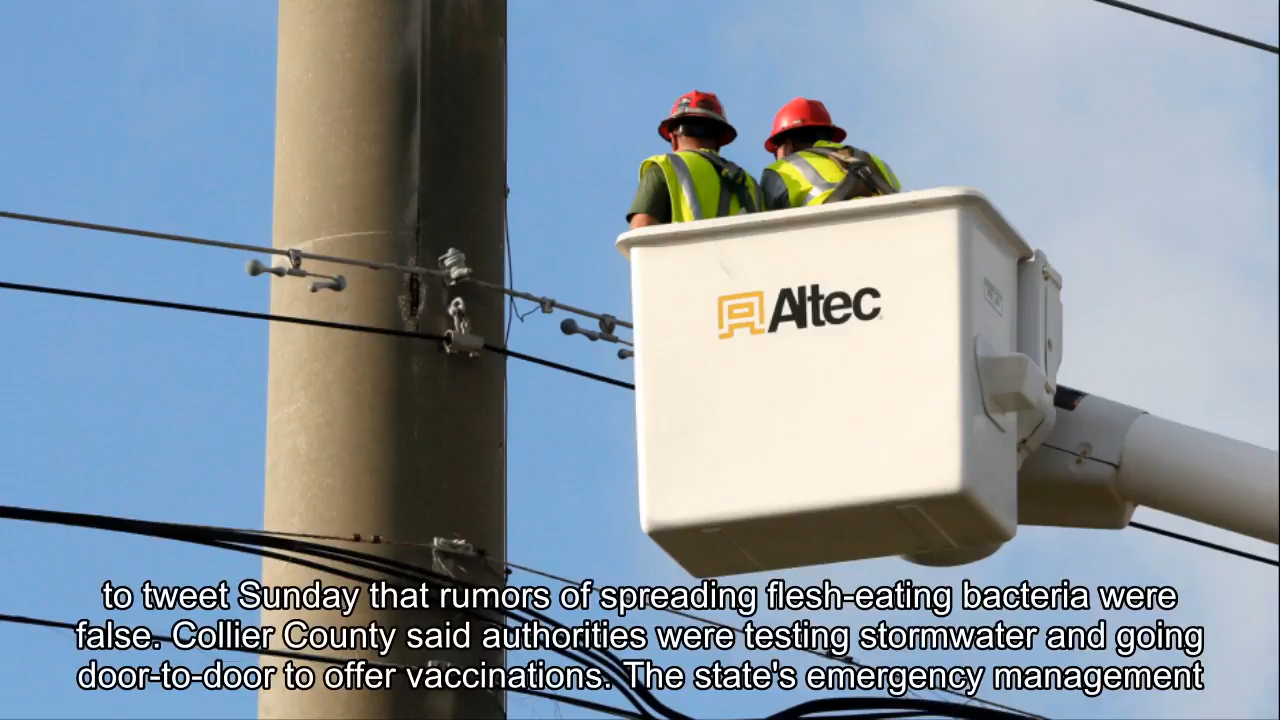 Altec
to tweet Sunday that rumors of spreading flesh-eating bacteria were
false. Collier County said authorities were testing stormwater and going
door-to-door to offer vaccinations. The state's emergency management